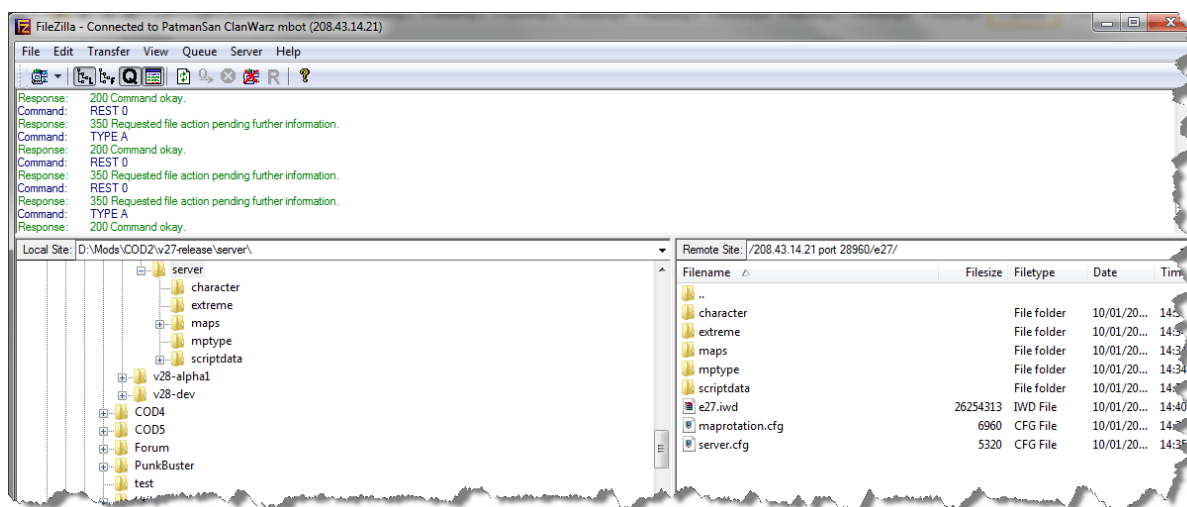 FileZilla - Connected to PatmanSan ClanWarz mbot (208.43.14.21)
File Edit Transfer View Queue Server Help
Response: 200 Command okay.
Command: REST 0
Response: 350 Requested file action pending further information.
Command: TYPE A
Response: 200 Command okay.
Command: REST 0
Response: 350 Requested file action pending further information.
Command: REST 0
Response: 350 Requested file action pending further information.
Command: TYPE A
Response: 200 Command okay.
Local Site: D:\Mods\COD2\v27-release\server\
server
character
extreme
maps
mptype
scriptdata
v28-alpha1
v28-dev
COD4
COD5
Forum
PunkBuster
test
Remote Site: /208.43.14.21 port 28960/e27/
Filename Filesize Filetype Date Tim
..
character File folder 10/01/20...
extreme File folder 10/01/20...
maps File folder 10/01/20...
mptype File folder 10/01/20... 14:34
scriptdata File folder 10/01/20...
e27.iwd 26254313 IWD File 10/01/20... 14:40
maprotation.cfg 6960 CFG File 10/01/20...
server.cfg 5320 CFG File 10/01/20... 14:35